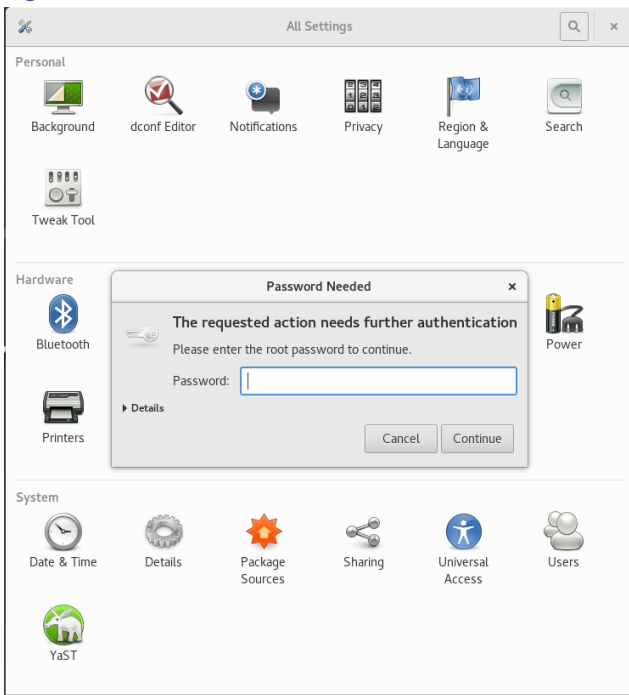 All Settings
Personal
Background
dconf Editor
Notifications
Privacy
Region &
Language
Search
Tweak Tool
Hardware
Bluetooth
Power
Printers
Password Needed
The requested action needs further authentication
Please enter the root password to continue.
Password:
Details
Cancel
Continue
System
Date & Time
Details
Package
Sources
Sharing
Universal
Access
Users
YaST